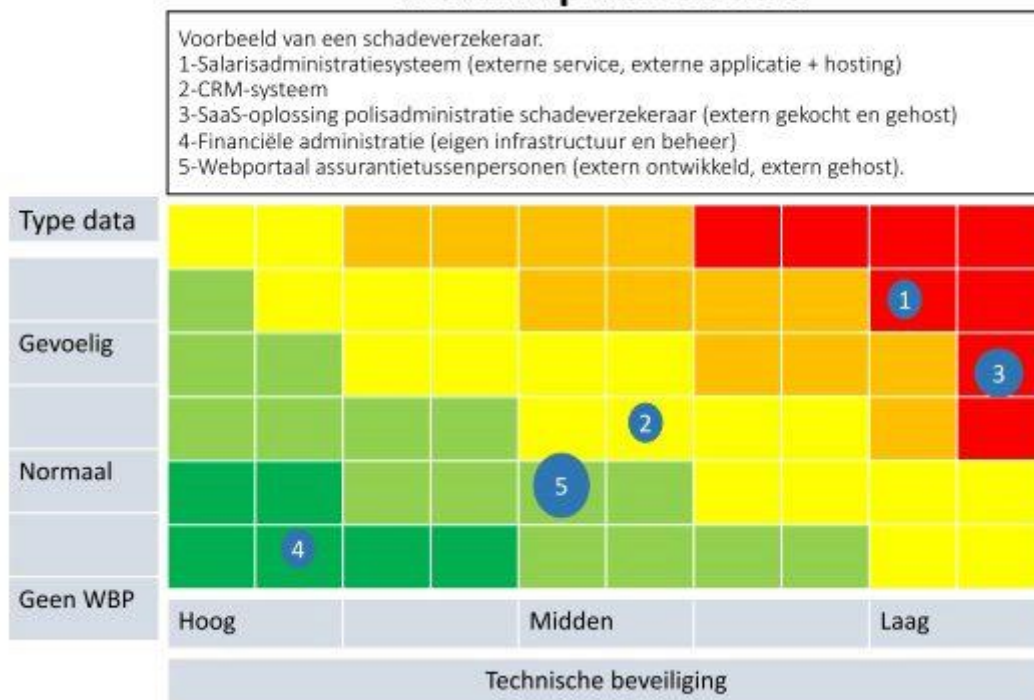 Voorbeeld van een schadeverzekeraar.
1-Salarisadministratiesysteem (externe service, externe applicatie + hosting)
2-CRM-systeem
3-SaaS-oplossing polisadministratie schadeverzekeraar (extern gekocht en gehost)
4-Financiële administratie (eigen infrastructuur en beheer)
5-Webportaal assurantietussenpersonen (extern ontwikkeld, extern gehost).
Type data
1
Gevoelig
3
2
Normaal
5
4
Geen WBP
Hoog Midden Laag
Technische beveiliging